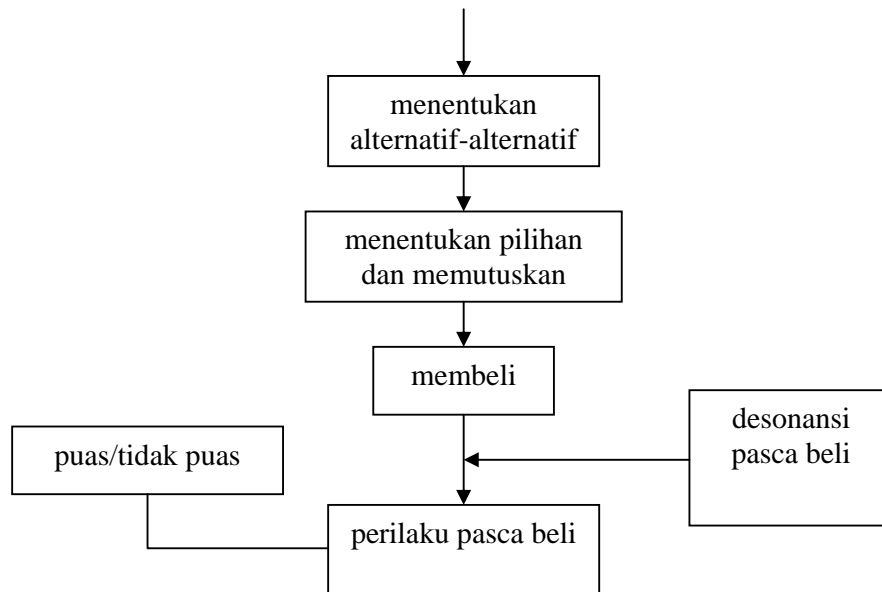 menentukan
alternatif-alternatif
menentukan pilihan
dan memutuskan
membeli
desonansi
pasca beli
puas/tidak puas
perilaku pasca beli